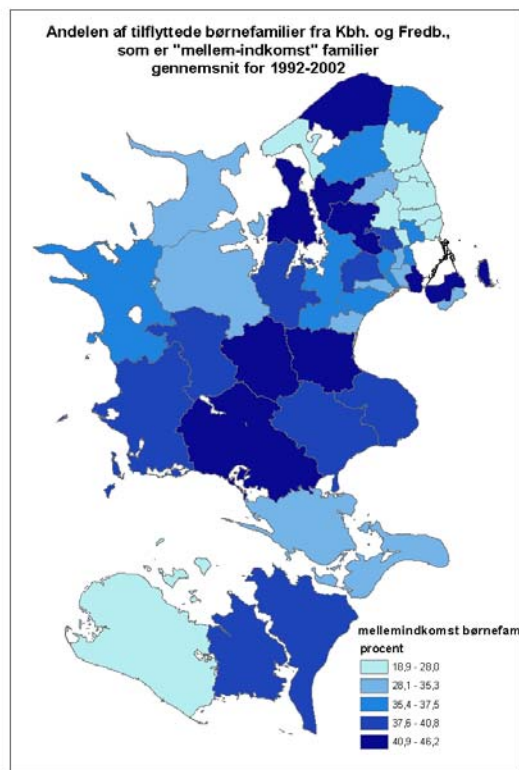 Andelen af tilflyttede børnefamilier fra Kbh. og Fredb.,
som er "mellem-indkomst" familier
gennemsnit for 1992-2002
mellemindkomst børnefam
procent
18,9 - 28,0
28,1 - 35,3
35,4 - 37,5
37,6 - 40,8
40,9 - 46,2